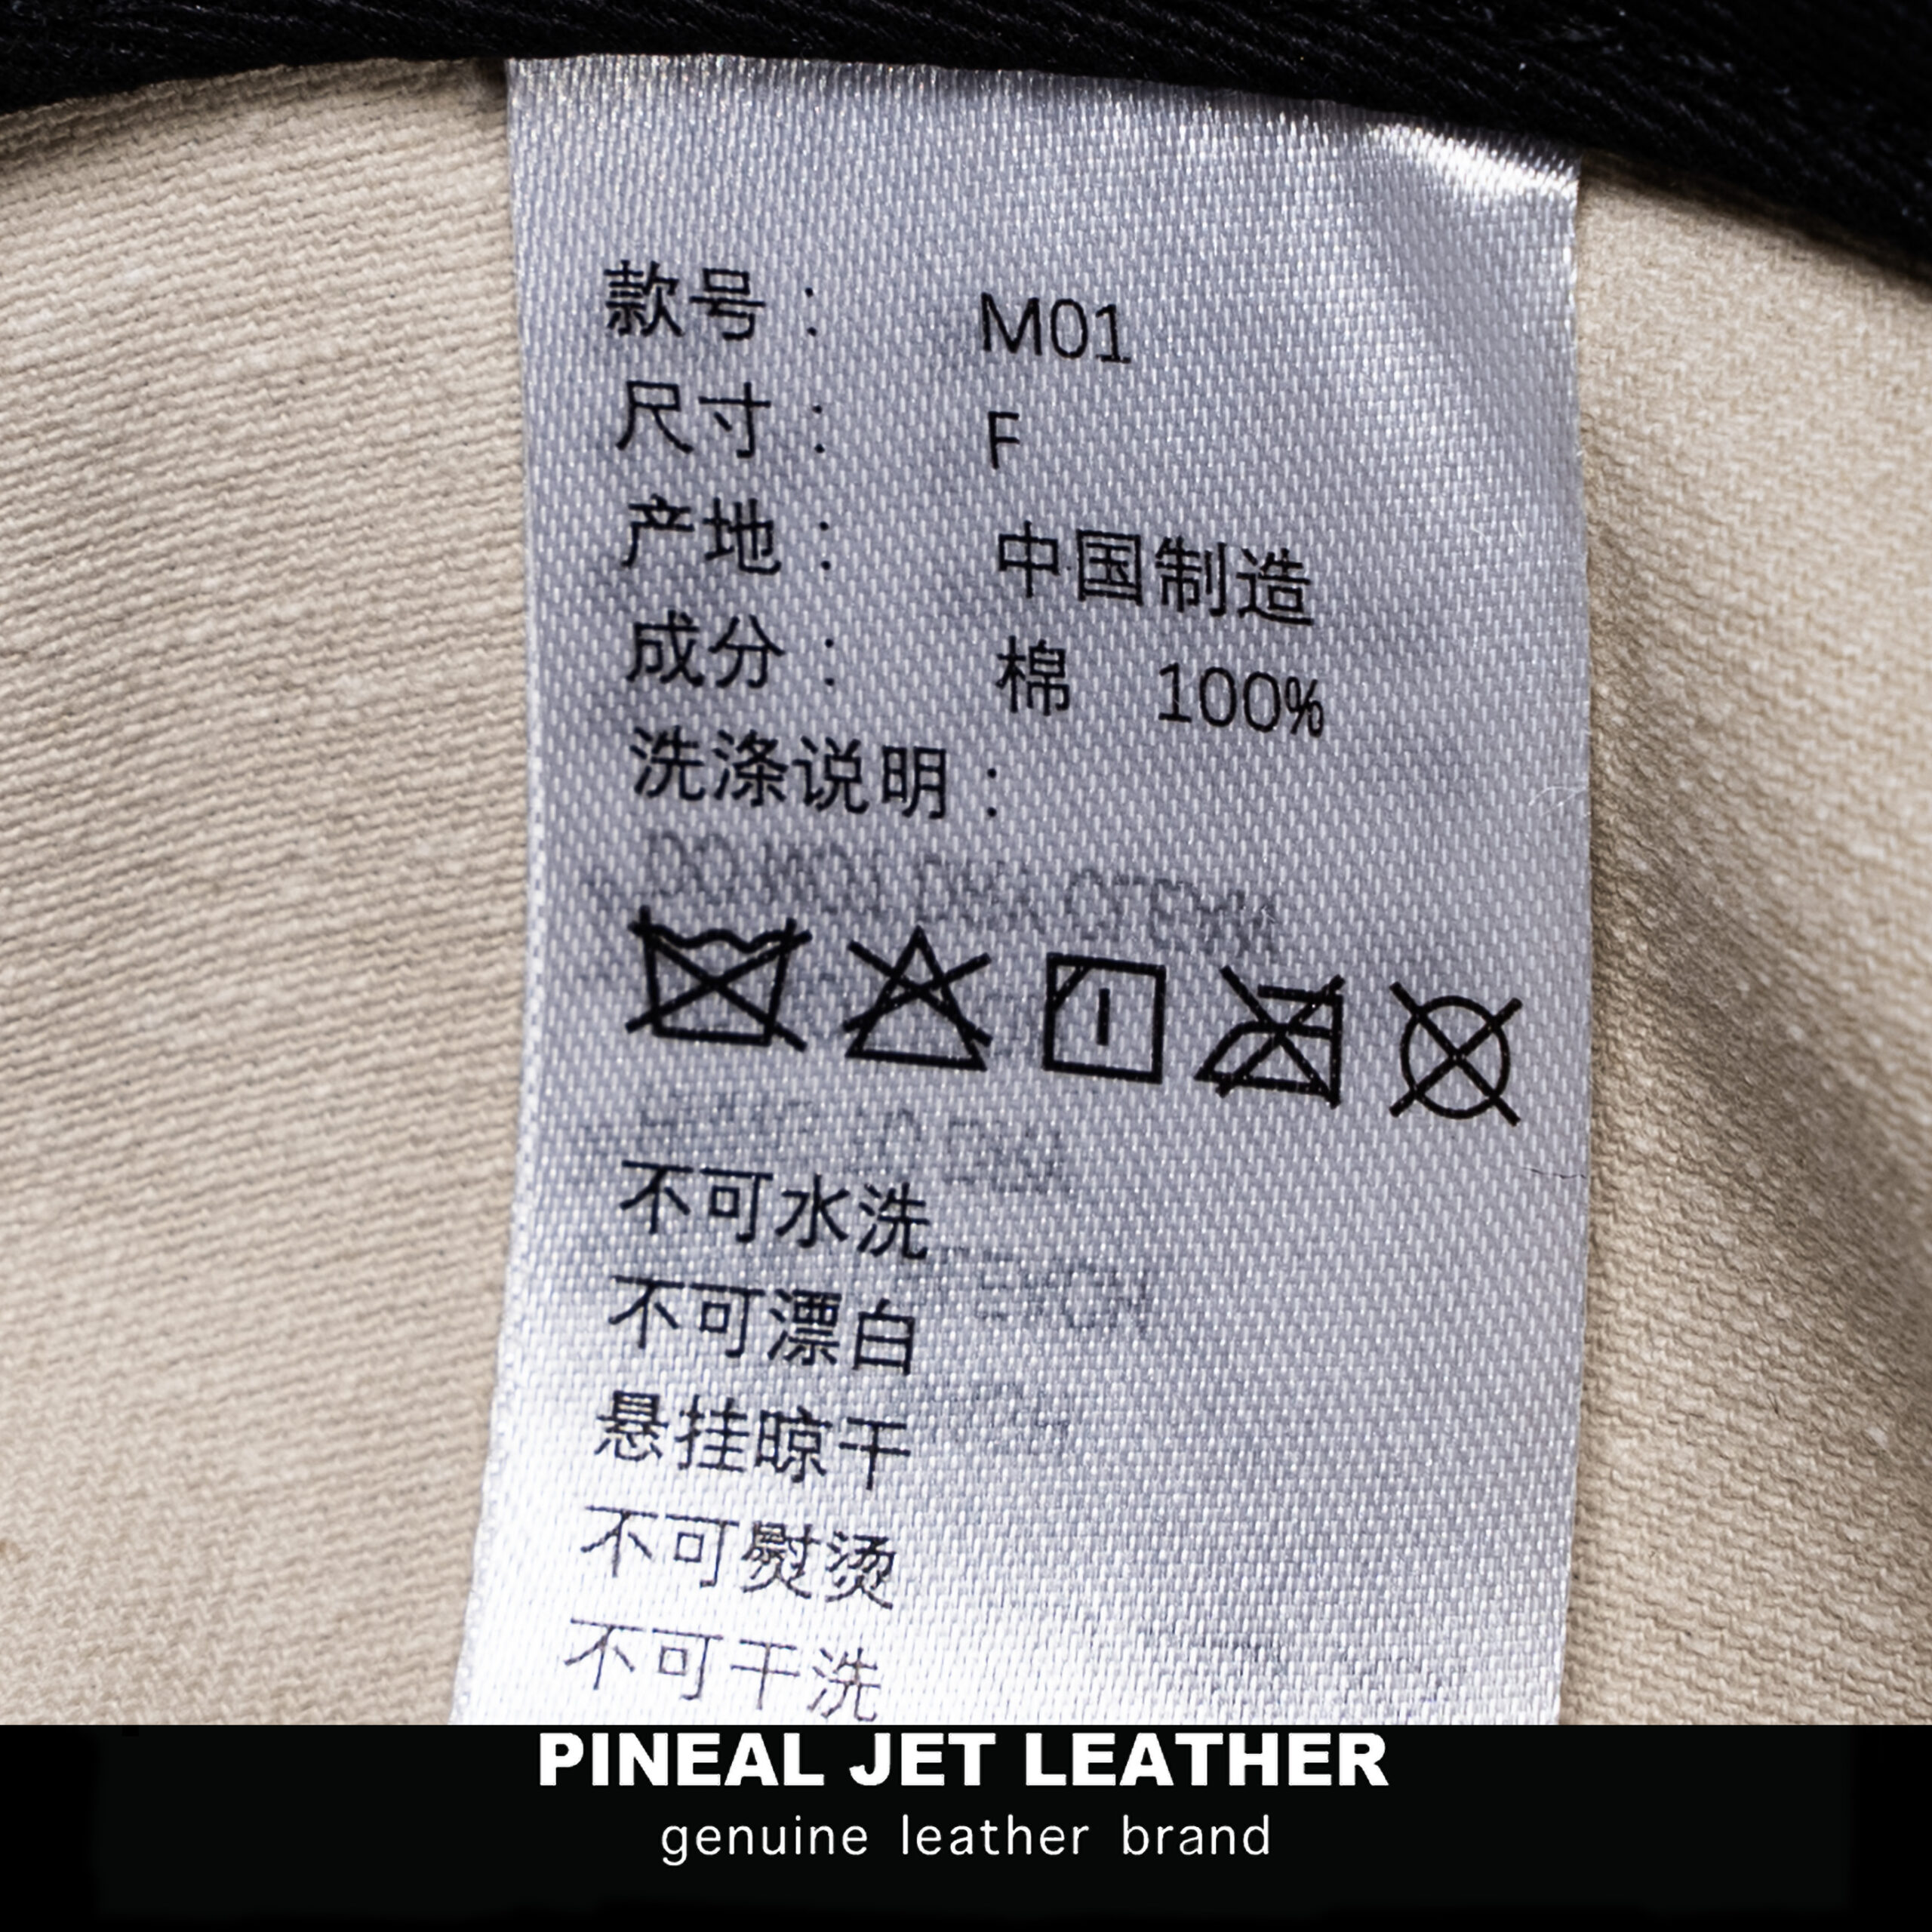 款号： M01
尺寸： F
产地： 中国制造
成分： 棉 100%
洗涤说明：
不可水洗
不可漂白
悬挂晾干
不可熨烫
不可干洗
PINEAL JET LEATHER
genuine leather brand